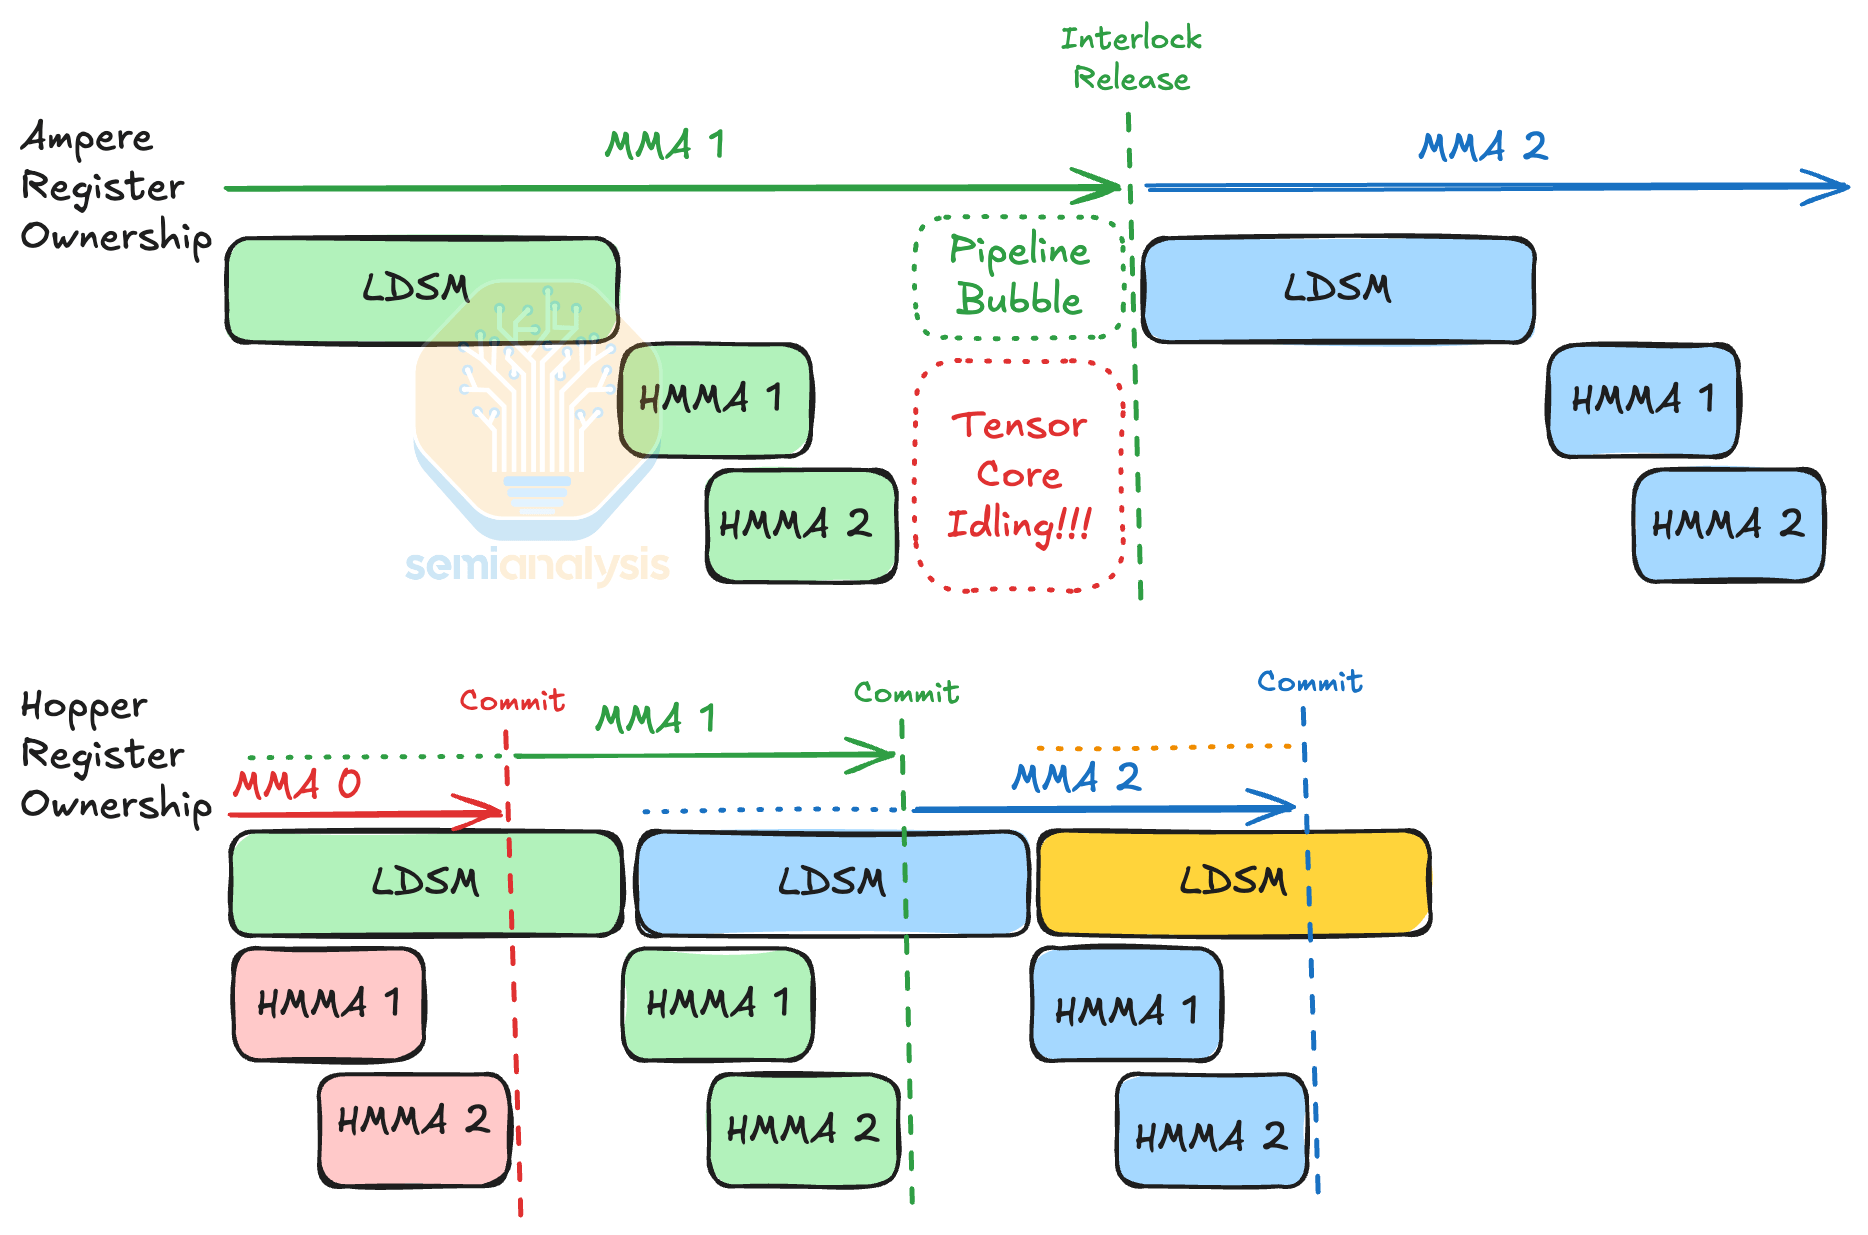 Interlock
Release
Ampere
Register
Ownership
MMA 1
MMA 2
LDSM
Pipeline
Bubble
LDSM
HMMA 1
HMMA 1
Tensor
Core
Idling!!!
HMMA 2
HMMA 2
semianalysis
Hopper
Register
Ownership
Commit
MMA 1
Commit
Commit
MMA 0
MMA 2
LDSM
LDSM
LDSM
HMMA 1
HMMA 1
HMMA 1
HMMA 2
HMMA 2
HMMA 2